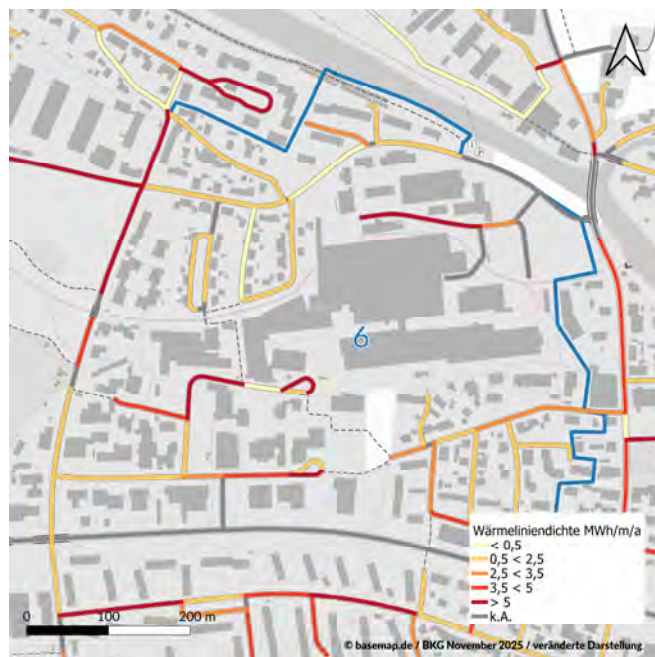 6
Wärmeliniendichte MWh/m/a
< 0,5
0,5 < 2,5
2,5 < 3,5
3,5 < 5
> 5
k.A.
0 100 200 m
© basemap.de / BKG November 2025 / veränderte Darstellung